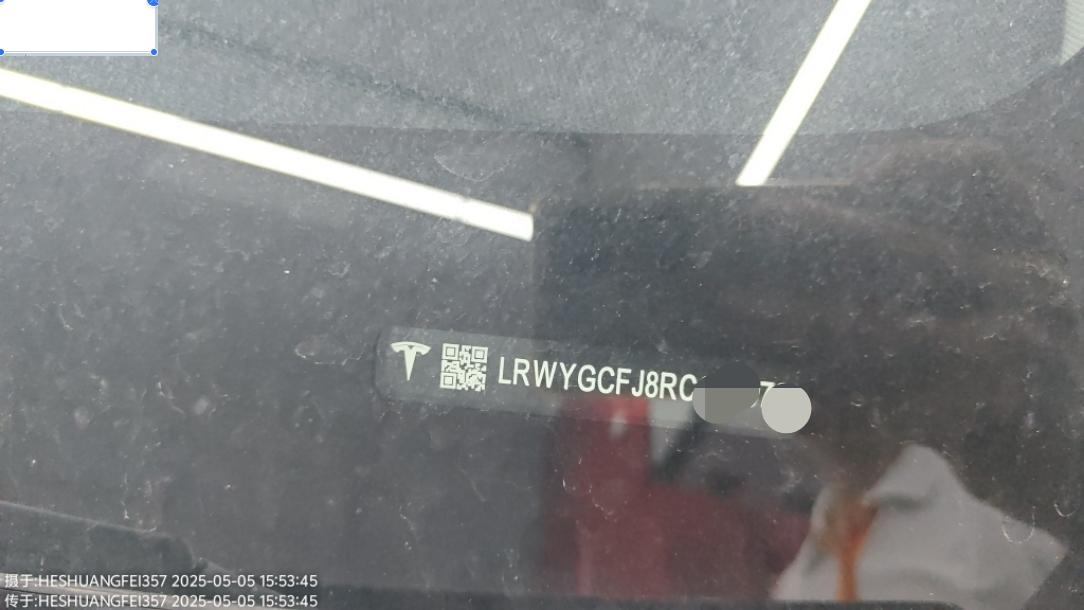 LRWYGCFJ8RC 7
摄于:HESHUANGFEI357 2025-05-05 15:53:45
传于:HESHUANGFEI357 2025-05-05 15:53:45